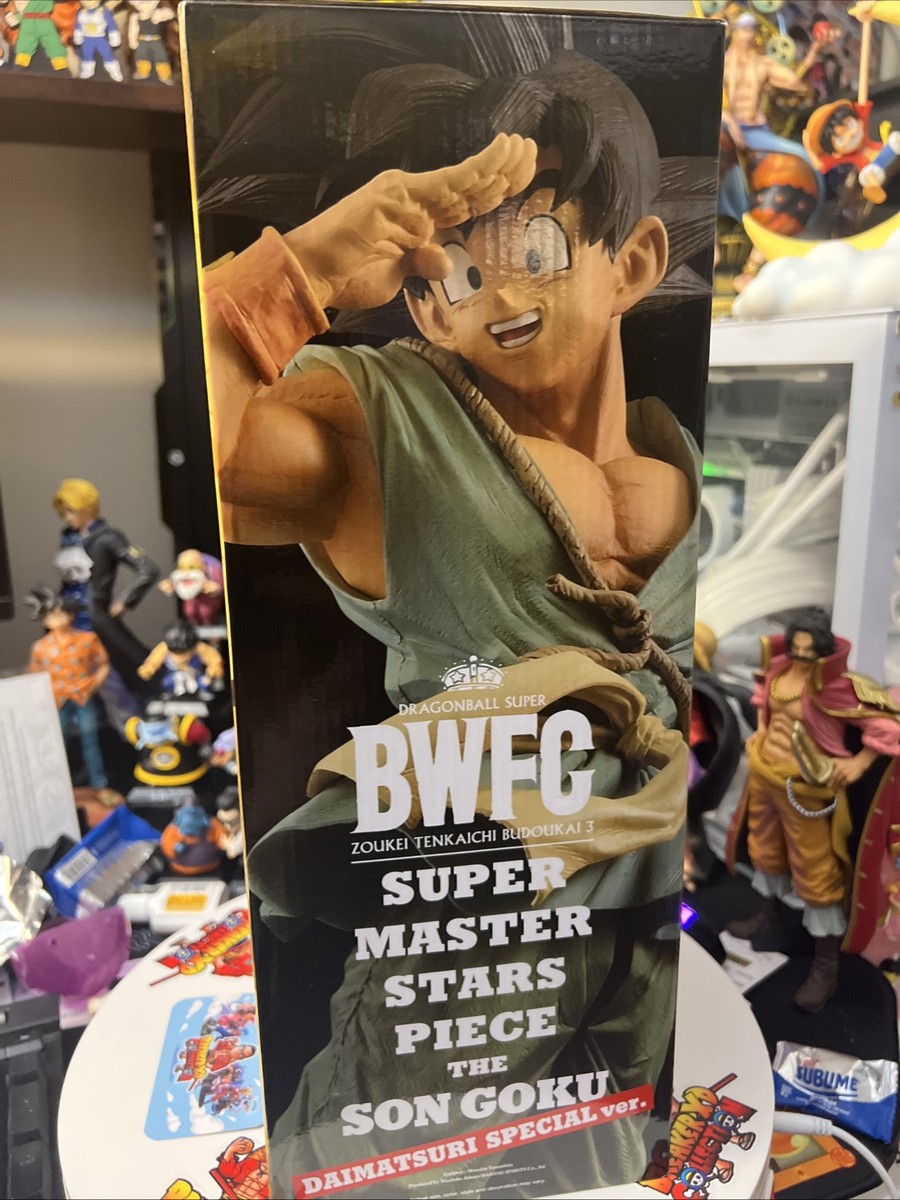 DRAGONBALL SUPER
BWFC
ZOUKEI TENKAICHI BUDOUKAI 3
SUPER
MASTER
STARS
PIECE
THE
SON GOKU
DAIMATSURI SPECIAL ver.
SUBLIME